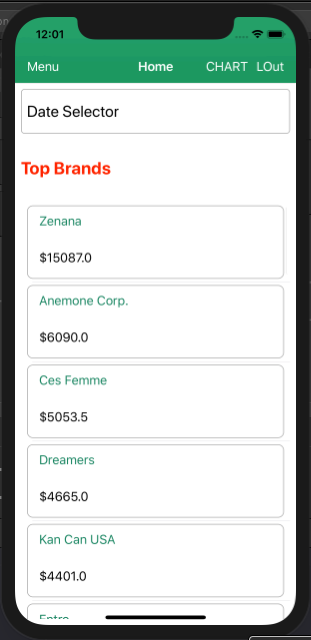 12:01
Menu Home CHART LOut
Date Selector
Top Brands
Zenana
$15087.0
Anemone Corp.
$6090.0
Ces Femme
$5053.5
Dreamers
$4665.0
Kan Can USA
$4401.0